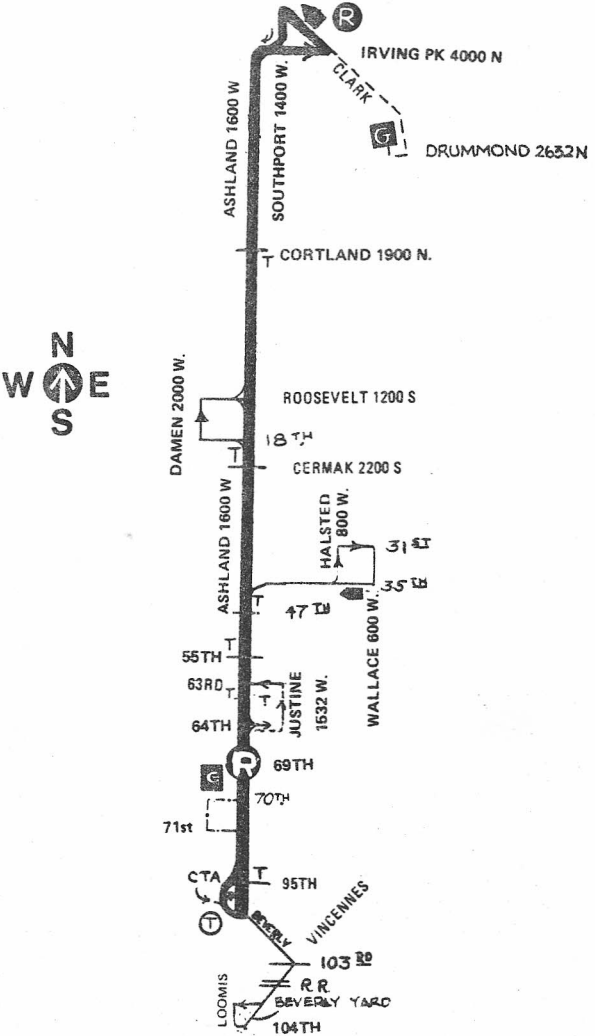 R
IRVING PK 4000 N
CLARK
ASHLAND 1600 W
SOUTHPORT 1400 W.
G
DRUMMOND 2632N
T
CORTLAND 1900 N.
N
W E
S
DAMEN 2000 W.
ROOSEVELT 1200 S
18TH
T
CERMAK 2200 S
ASHLAND 1600 W
HALSTED
800 W.
31ST
35TH
T
47TH
WALLACE 600 W.
T
55TH
63RD
T
T
JUSTINE
1532 W.
64TH
R
69TH
G
70TH
71st
CTA
T
95TH
T
BEVERLY
VINCENNES
103RD
R.R.
BEVERLY YARD
LOOMIS
104TH